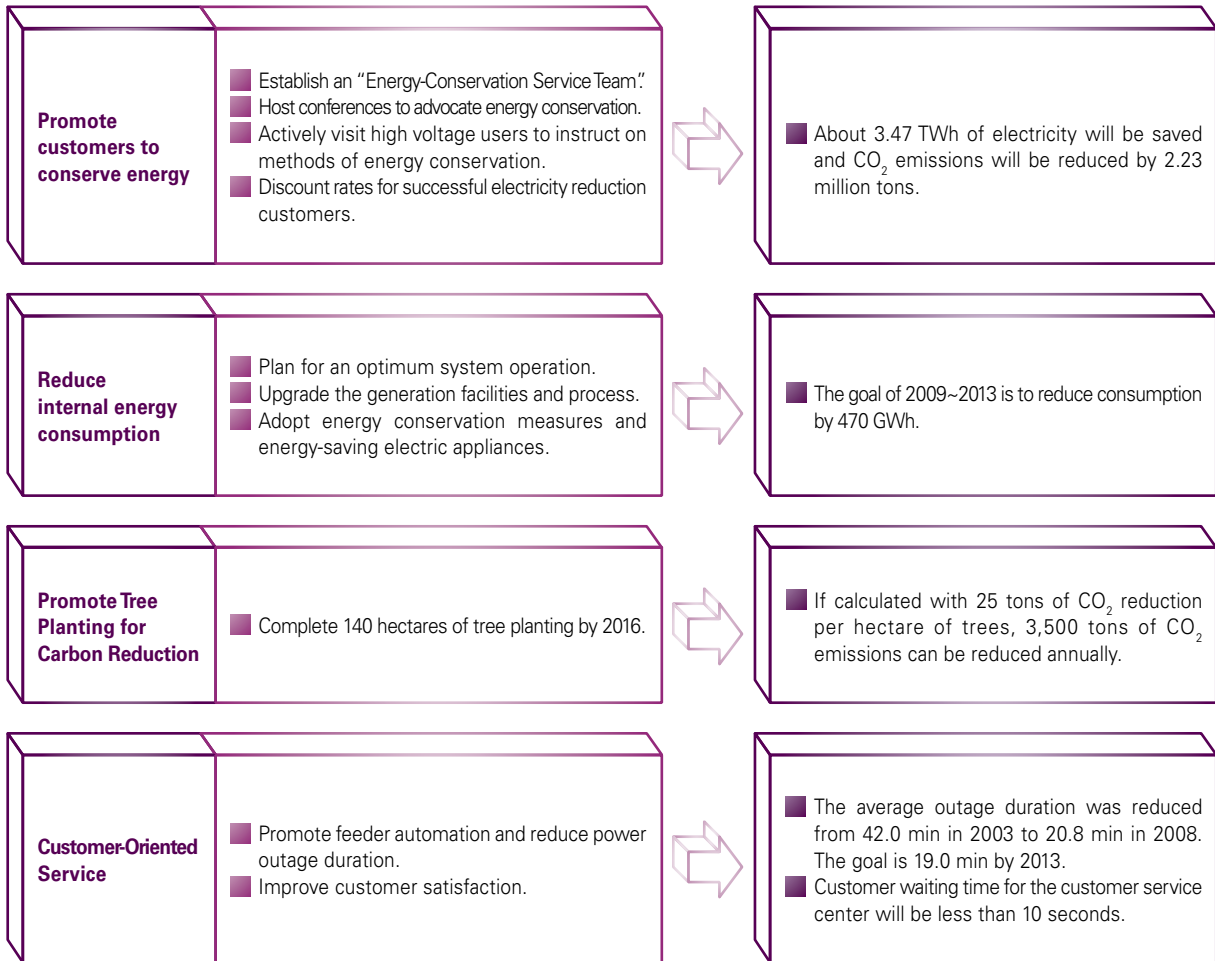 Promote
customers to
conserve energy
Establish an “Energy-Conservation Service Team”.
Host conferences to advocate energy conservation.
Actively visit high voltage users to instruct on
methods of energy conservation.
Discount rates for successful electricity reduction
customers.
About 3.47 TWh of electricity will be saved
and CO₂ emissions will be reduced by 2.23
million tons.
Reduce
internal energy
consumption
Plan for an optimum system operation.
Upgrade the generation facilities and process.
Adopt energy conservation measures and
energy-saving electric appliances.
The goal of 2009~2013 is to reduce consumption
by 470 GWh.
Promote Tree
Planting for
Carbon Reduction
Complete 140 hectares of tree planting by 2016.
If calculated with 25 tons of CO₂ reduction
per hectare of trees, 3,500 tons of CO₂
emissions can be reduced annually.
Customer-Oriented
Service
Promote feeder automation and reduce power
outage duration.
Improve customer satisfaction.
The average outage duration was reduced
from 42.0 min in 2003 to 20.8 min in 2008.
The goal is 19.0 min by 2013.
Customer waiting time for the customer service
center will be less than 10 seconds.